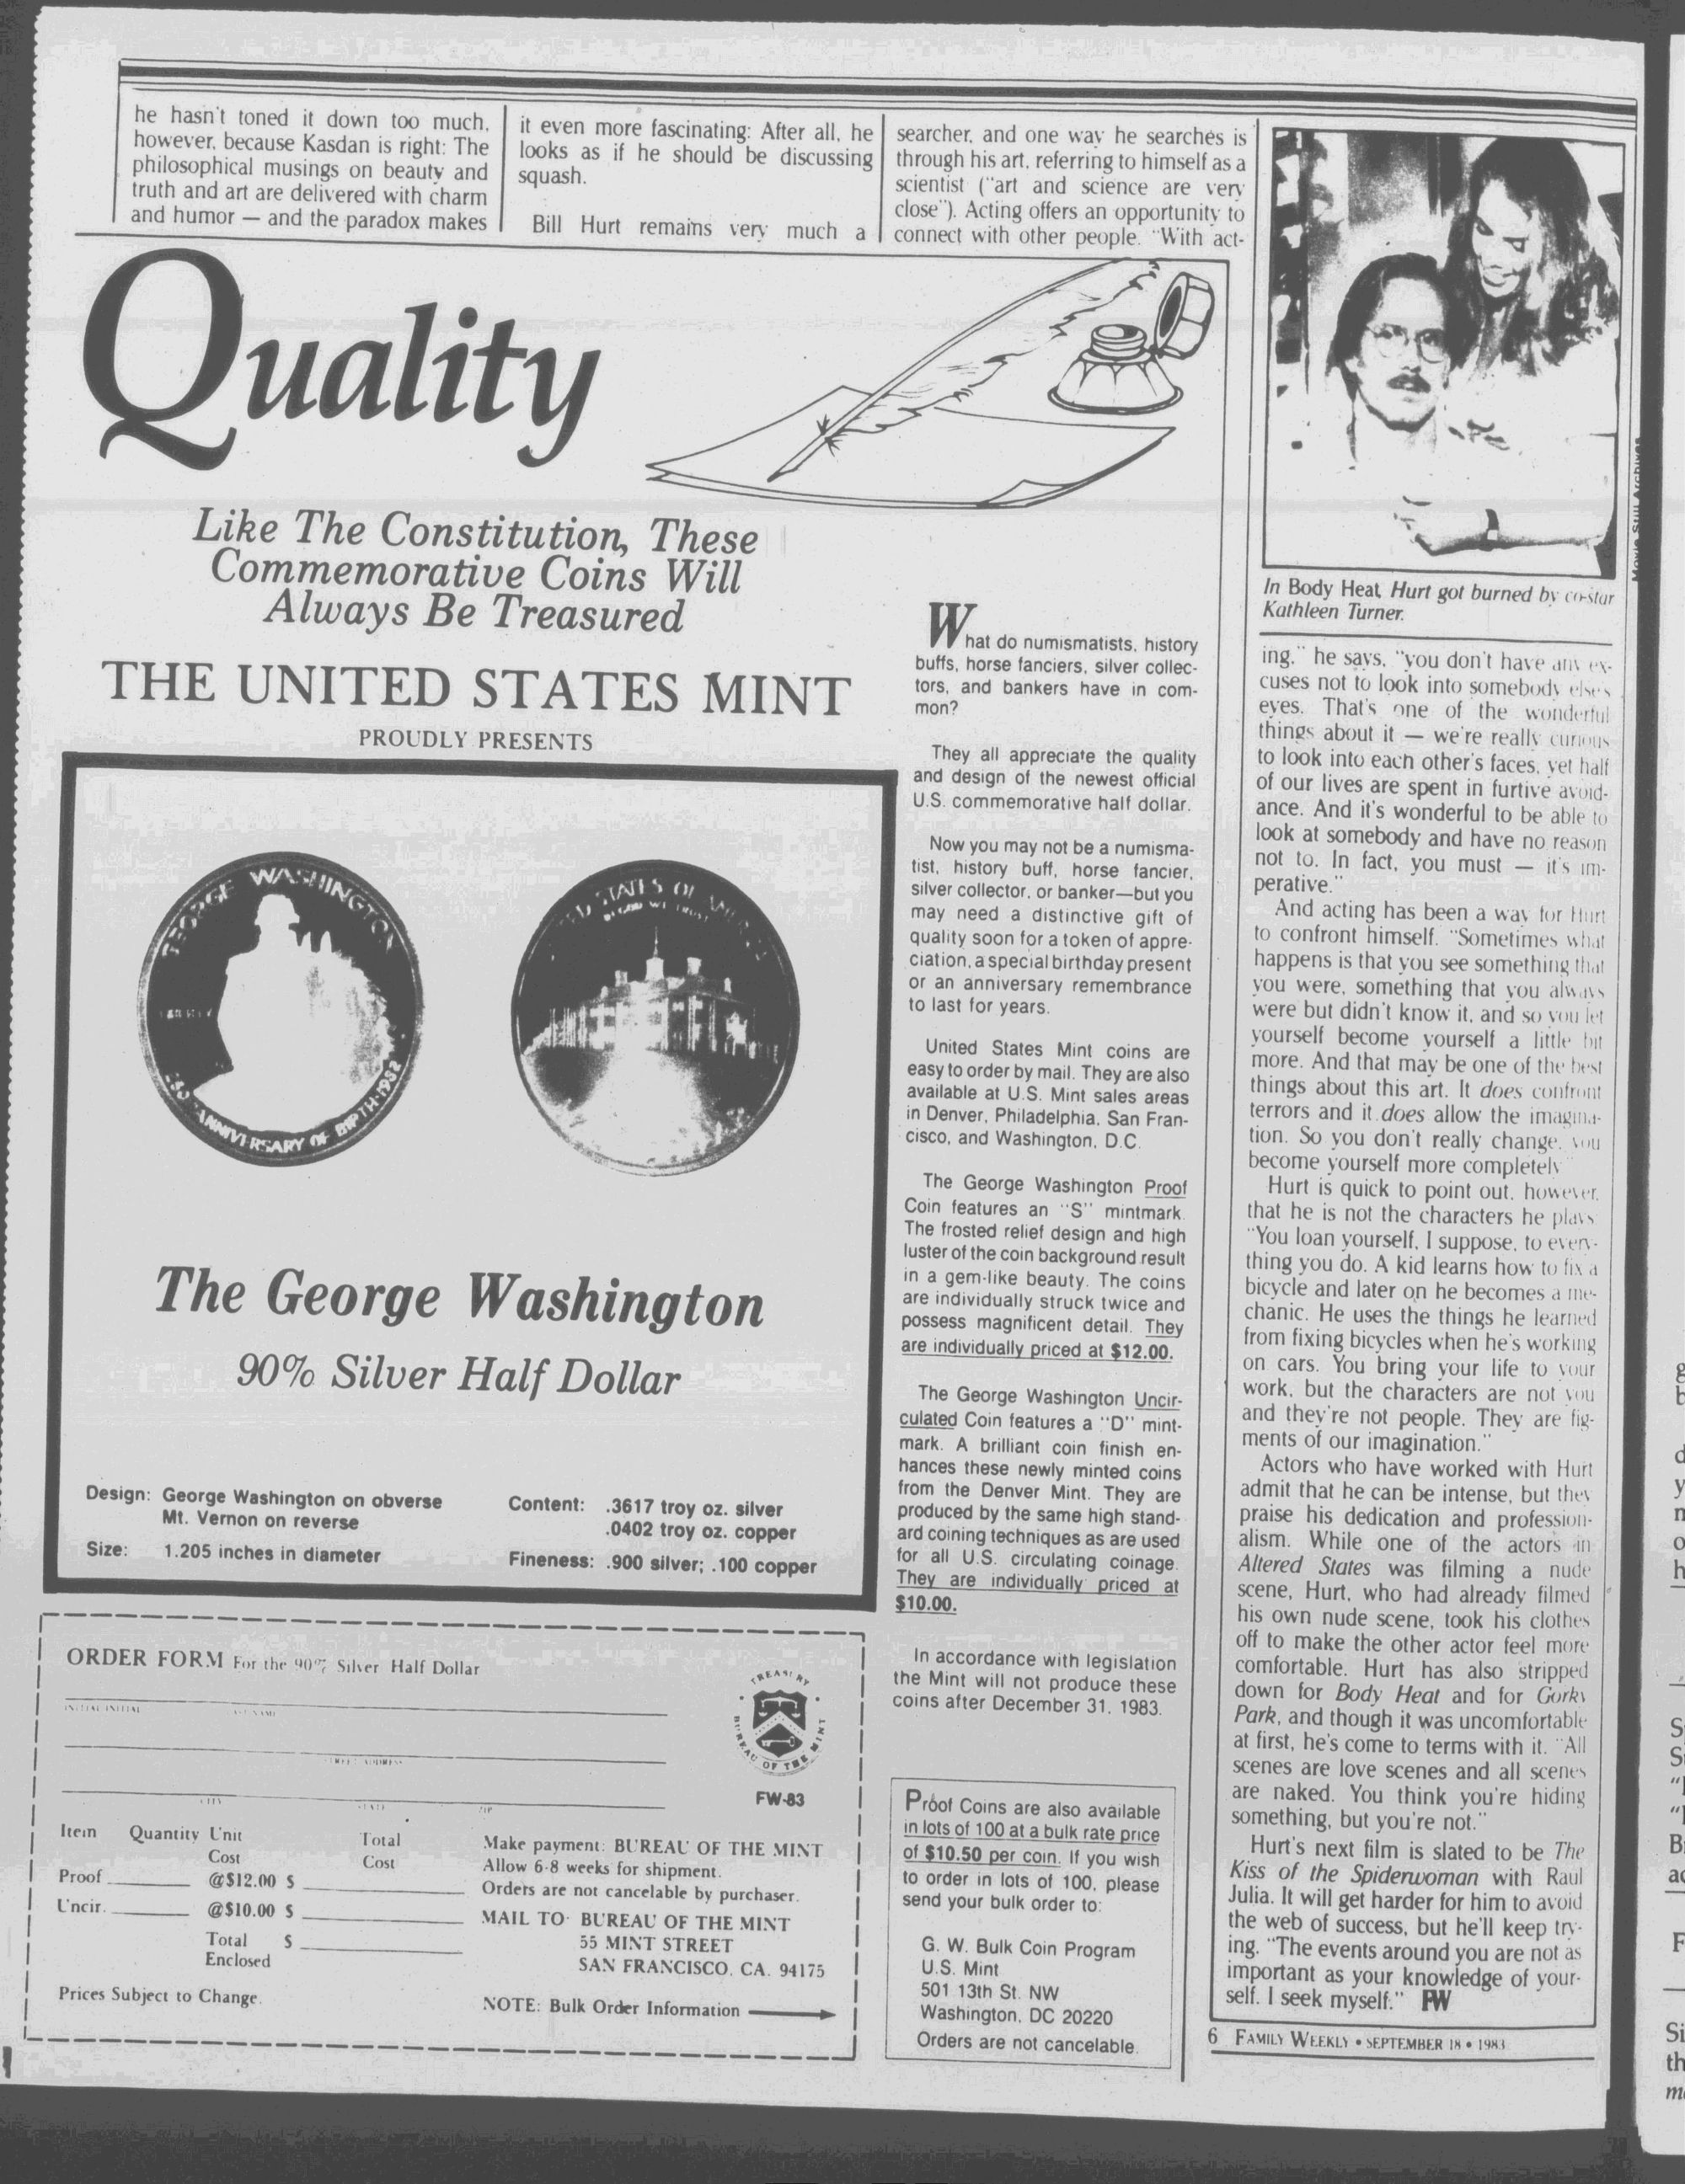 he hasn't toned it down too much,
however, because Kasdan is right: The
philosophical musings on beauty and
truth and art are delivered with charm
and humor — and the paradox makes
it even more fascinating: After all, he
looks as if he should be discussing
squash.
Bill Hurt remains very much a
searcher, and one way he searches is
through his art, referring to himself as a
scientist ("art and science are very
close"). Acting offers an opportunity to
connect with other people. "With act-
Movie Still Archives
In Body Heat, Hurt got burned by co-star
Kathleen Turner.
ing," he says, "you don't have any ex-
cuses not to look into somebody else's
eyes. That's one of the wonderful
things about it — we're really curious
to look into each other's faces, yet half
of our lives are spent in furtive avoid-
ance. And it's wonderful to be able to
look at somebody and have no reason
not to. In fact, you must — it's im-
perative."
And acting has been a way for Hurt
to confront himself. "Sometimes what
happens is that you see something that
you were, something that you always
were but didn't know it, and so you let
yourself become yourself a little bit
more. And that may be one of the best
things about this art. It does confront
terrors and it does allow the imagina-
tion. So you don't really change, you
become yourself more completely"
Hurt is quick to point out, however,
that he is not the characters he plays.
"You loan yourself, I suppose, to every-
thing you do. A kid learns how to fix a
bicycle and later on he becomes a me-
chanic. He uses the things he learned
from fixing bicycles when he's working
on cars. You bring your life to your
work, but the characters are not you
and they're not people. They are fig-
ments of our imagination."
Actors who have worked with Hurt
admit that he can be intense, but they
praise his dedication and profession-
alism. While one of the actors in
Altered States was filming a nude
scene, Hurt, who had already filmed
his own nude scene, took his clothes
off to make the other actor feel more
comfortable. Hurt has also stripped
down for Body Heat and for Gorky
Park, and though it was uncomfortable
at first, he's come to terms with it. "All
scenes are love scenes and all scenes
are naked. You think you're hiding
something, but you're not."
Hurt's next film is slated to be The
Kiss of the Spiderwoman with Raul
Julia. It will get harder for him to avoid
the web of success, but he'll keep try-
ing. "The events around you are not as
important as your knowledge of your-
self. I seek myself." FW
6 FAMILY WEEKLY • SEPTEMBER 18 • 1983
Quality
Like The Constitution, These
Commemorative Coins Will
Always Be Treasured
THE UNITED STATES MINT
PROUDLY PRESENTS
GEORGE WASHINGTON
250TH ANNIVERSARY OF BIRTH·1982
UNITED STATES OF AMERICA
IN GOD WE TRUST
The George Washington
90% Silver Half Dollar
Design: George Washington on obverse
Mt. Vernon on reverse
Size: 1.205 inches in diameter
Content: .3617 troy oz. silver
.0402 troy oz. copper
Fineness: .900 silver; .100 copper
What do numismatists, history
buffs, horse fanciers, silver collec-
tors, and bankers have in com-
mon?
They all appreciate the quality
and design of the newest official
U.S. commemorative half dollar.
Now you may not be a numisma-
tist, history buff, horse fancier,
silver collector, or banker—but you
may need a distinctive gift of
quality soon for a token of appre-
ciation, a special birthday present
or an anniversary remembrance
to last for years.
United States Mint coins are
easy to order by mail. They are also
available at U.S. Mint sales areas
in Denver, Philadelphia, San Fran-
cisco, and Washington, D.C.
The George Washington Proof
Coin features an "S" mintmark.
The frosted relief design and high
luster of the coin background result
in a gem-like beauty. The coins
are individually struck twice and
possess magnificent detail. They
are individually priced at $12.00.
The George Washington Uncir-
culated Coin features a "D" mint-
mark. A brilliant coin finish en-
hances these newly minted coins
from the Denver Mint. They are
produced by the same high stand-
ard coining techniques as are used
for all U.S. circulating coinage.
They are individually priced at
$10.00.
In accordance with legislation
the Mint will not produce these
coins after December 31, 1983.
Proof Coins are also available
in lots of 100 at a bulk rate price
of $10.50 per coin. If you wish
to order in lots of 100, please
send your bulk order to:
G. W. Bulk Coin Program
U.S. Mint
501 13th St. NW
Washington, DC 20220
Orders are not cancelable.
ORDER FORM For the 90% Silver Half Dollar
STREET ADDRESS
CITY STATE ZIP
TREASURY
BUREAU OF THE MINT
FW-83
Item Quantity Unit Cost Total Cost
Proof @$12.00 $
Uncir. @$10.00 $
Total Enclosed $
Prices Subject to Change.
Make payment: BUREAU OF THE MINT
Allow 6-8 weeks for shipment.
Orders are not cancelable by purchaser.
MAIL TO: BUREAU OF THE MINT
55 MINT STREET
SAN FRANCISCO, CA. 94175
NOTE: Bulk Order Information